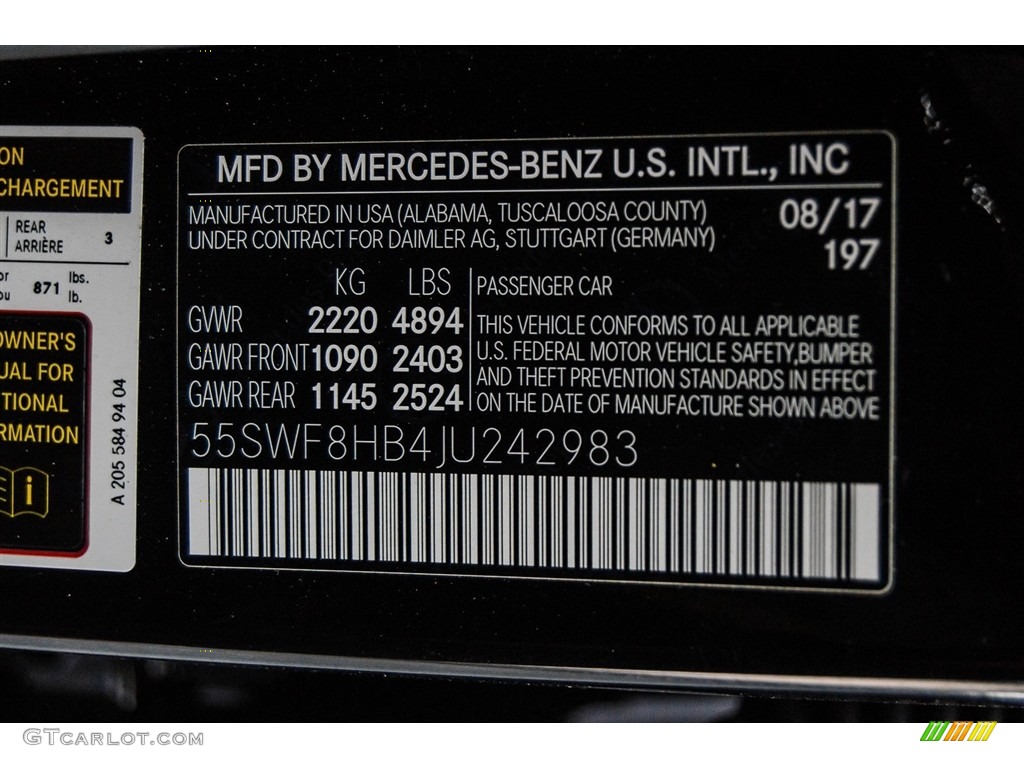 ON
CHARGEMENT
REAR
ARRIÈRE 3
or
ou 871 lbs.
lb.
OWNER'S
UAL FOR
TIONAL
RMATION
i
A 205 584 94 04
MFD BY MERCEDES-BENZ U.S. INTL., INC
MANUFACTURED IN USA (ALABAMA, TUSCALOOSA COUNTY) 08/17
UNDER CONTRACT FOR DAIMLER AG, STUTTGART (GERMANY) 197
KG LBS
GVWR 2220 4894
GAWR FRONT 1090 2403
GAWR REAR 1145 2524
PASSENGER CAR
THIS VEHICLE CONFORMS TO ALL APPLICABLE
U.S. FEDERAL MOTOR VEHICLE SAFETY,BUMPER
AND THEFT PREVENTION STANDARDS IN EFFECT
ON THE DATE OF MANUFACTURE SHOWN ABOVE
55SWF8HB4JU242983
GTCARLOT.COM